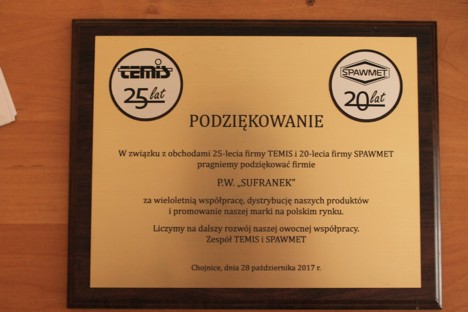 TEMIS
25 lat
SPAWMET
20 lat
PODZIĘKOWANIE
W związku z obchodami 25-lecia firmy TEMIS i 20-lecia firmy SPAWMET
pragniemy podziękować firmie
P.W. „SUFRANEK”
za wieloletnią współpracę, dystrybucję naszych produktów
i promowanie naszej marki na polskim rynku.
Liczymy na dalszy rozwój naszej owocnej współpracy.
Zespół TEMIS i SPAWMET
Chojnice, dnia 28 października 2017 r.